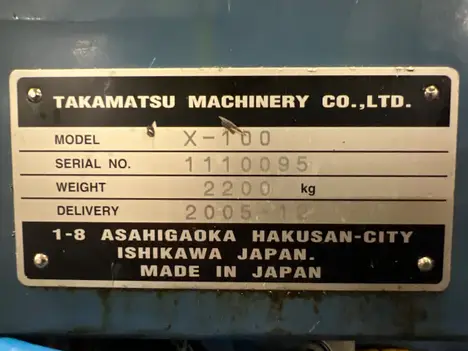 TAKAMATSU MACHINERY CO.,LTD.
MODEL X-100
SERIAL NO. 1110095
WEIGHT 2200 kg
DELIVERY 2005-12
1-8 ASAHIGAOKA HAKUSAN-CITY
ISHIKAWA JAPAN.
MADE IN JAPAN